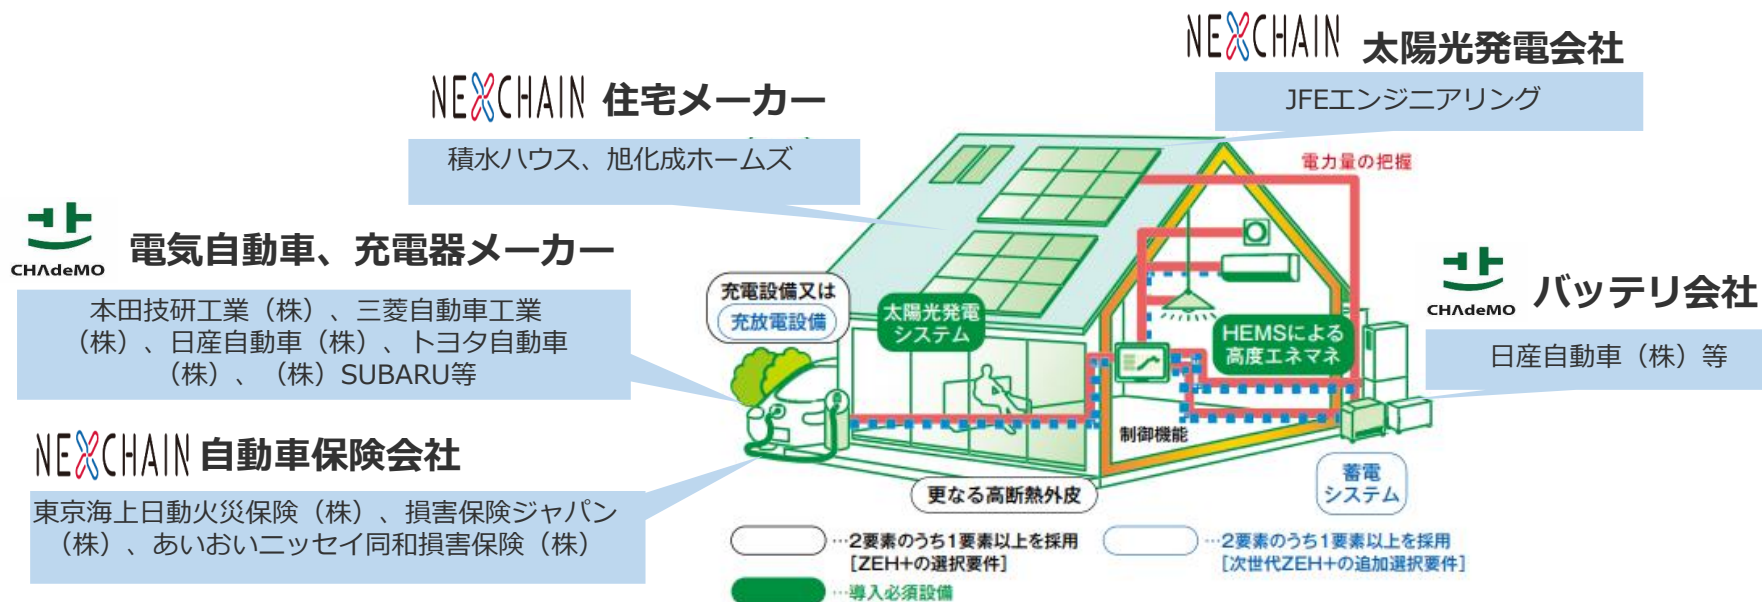 NEXCHAIN 太陽光発電会社
JFEエンジニアリング
NEXCHAIN 住宅メーカー
積水ハウス、旭化成ホームズ
CHAdeMO 電気自動車、充電器メーカー
本田技研工業（株）、三菱自動車工業
（株）、日産自動車（株）、トヨタ自動車
（株）、（株）SUBARU等
NEXCHAIN 自動車保険会社
東京海上日動火災保険（株）、損害保険ジャパン
（株）、あいおいニッセイ同和損害保険（株）
CHAdeMO バッテリ会社
日産自動車（株）等
電力量の把握
充電設備又は
充放電設備
太陽光発電
システム
HEMSによる
高度エネマネ
制御機能
蓄電
システム
更なる高断熱外皮
…2要素のうち1要素以上を採用
［ZEH+の選択要件］
…2要素のうち1要素以上を採用
［次世代ZEH+の追加選択要件］
…導入必須設備